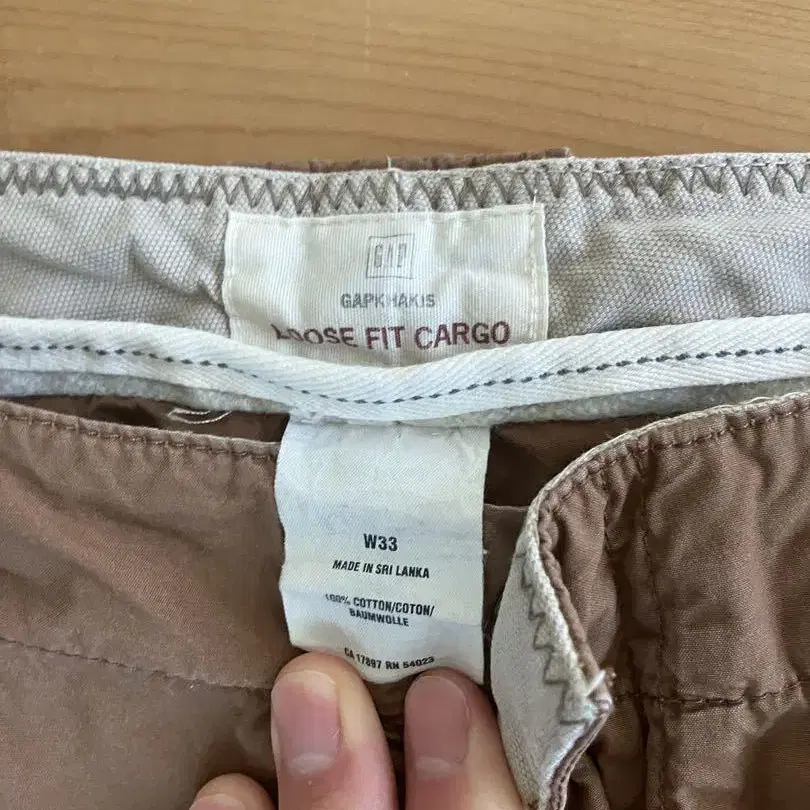 GAP
GAPKHAKIS
LOOSE FIT CARGO
W33
MADE IN SRI LANKA
100% COTTON/COTON/
BAUMWOLLE
CA 17897 RN 54023